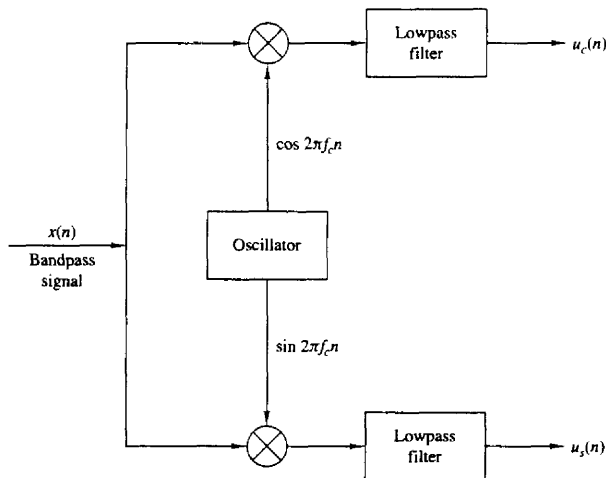 Lowpass
filter
u_c(n)
cos 2πf_cn
x(n)
Bandpass
signal
Oscillator
sin 2πf_cn
Lowpass
filter
u_s(n)